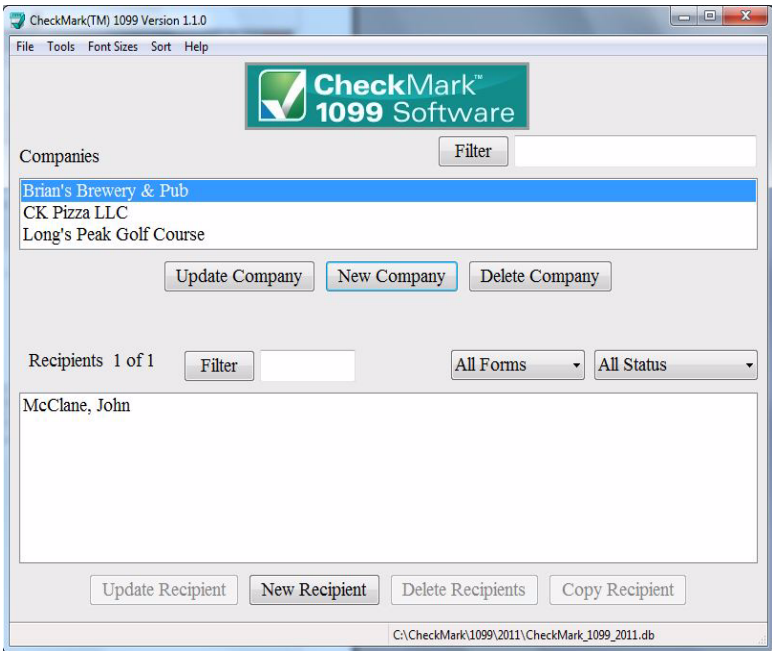 CheckMark(TM) 1099 Version 1.1.0
File Tools Font Sizes Sort Help
CheckMark™
1099 Software
Companies Filter
Brian's Brewery & Pub
CK Pizza LLC
Long's Peak Golf Course
Update Company New Company Delete Company
Recipients 1 of 1 Filter All Forms All Status
McClane, John
Update Recipient New Recipient Delete Recipients Copy Recipient
C:\CheckMark\1099\2011\CheckMark_1099_2011.db